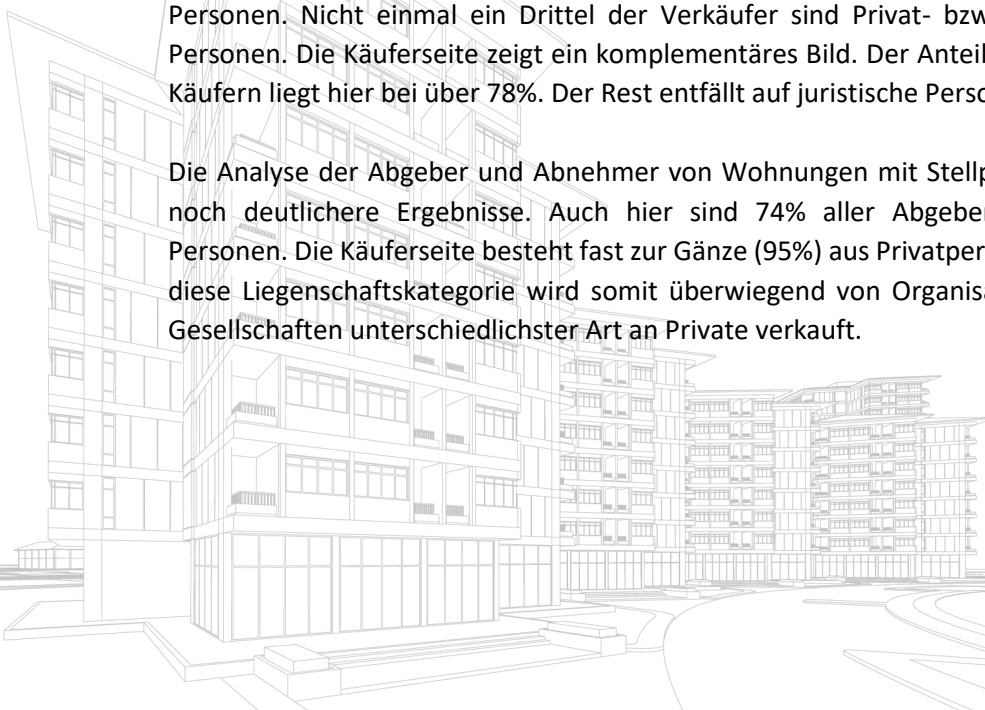 Personen. Nicht einmal ein Drittel der Verkäufer sind Privat- bzw
Personen. Die Käuferseite zeigt ein komplementäres Bild. Der Anteil
Käufern liegt hier bei über 78%. Der Rest entfällt auf juristische Perso
Die Analyse der Abgeber und Abnehmer von Wohnungen mit Stellp
noch deutlichere Ergebnisse. Auch hier sind 74% aller Abgeber
Personen. Die Käuferseite besteht fast zur Gänze (95%) aus Privatper
diese Liegenschaftskategorie wird somit überwiegend von Organisa
Gesellschaften unterschiedlichster Art an Private verkauft.